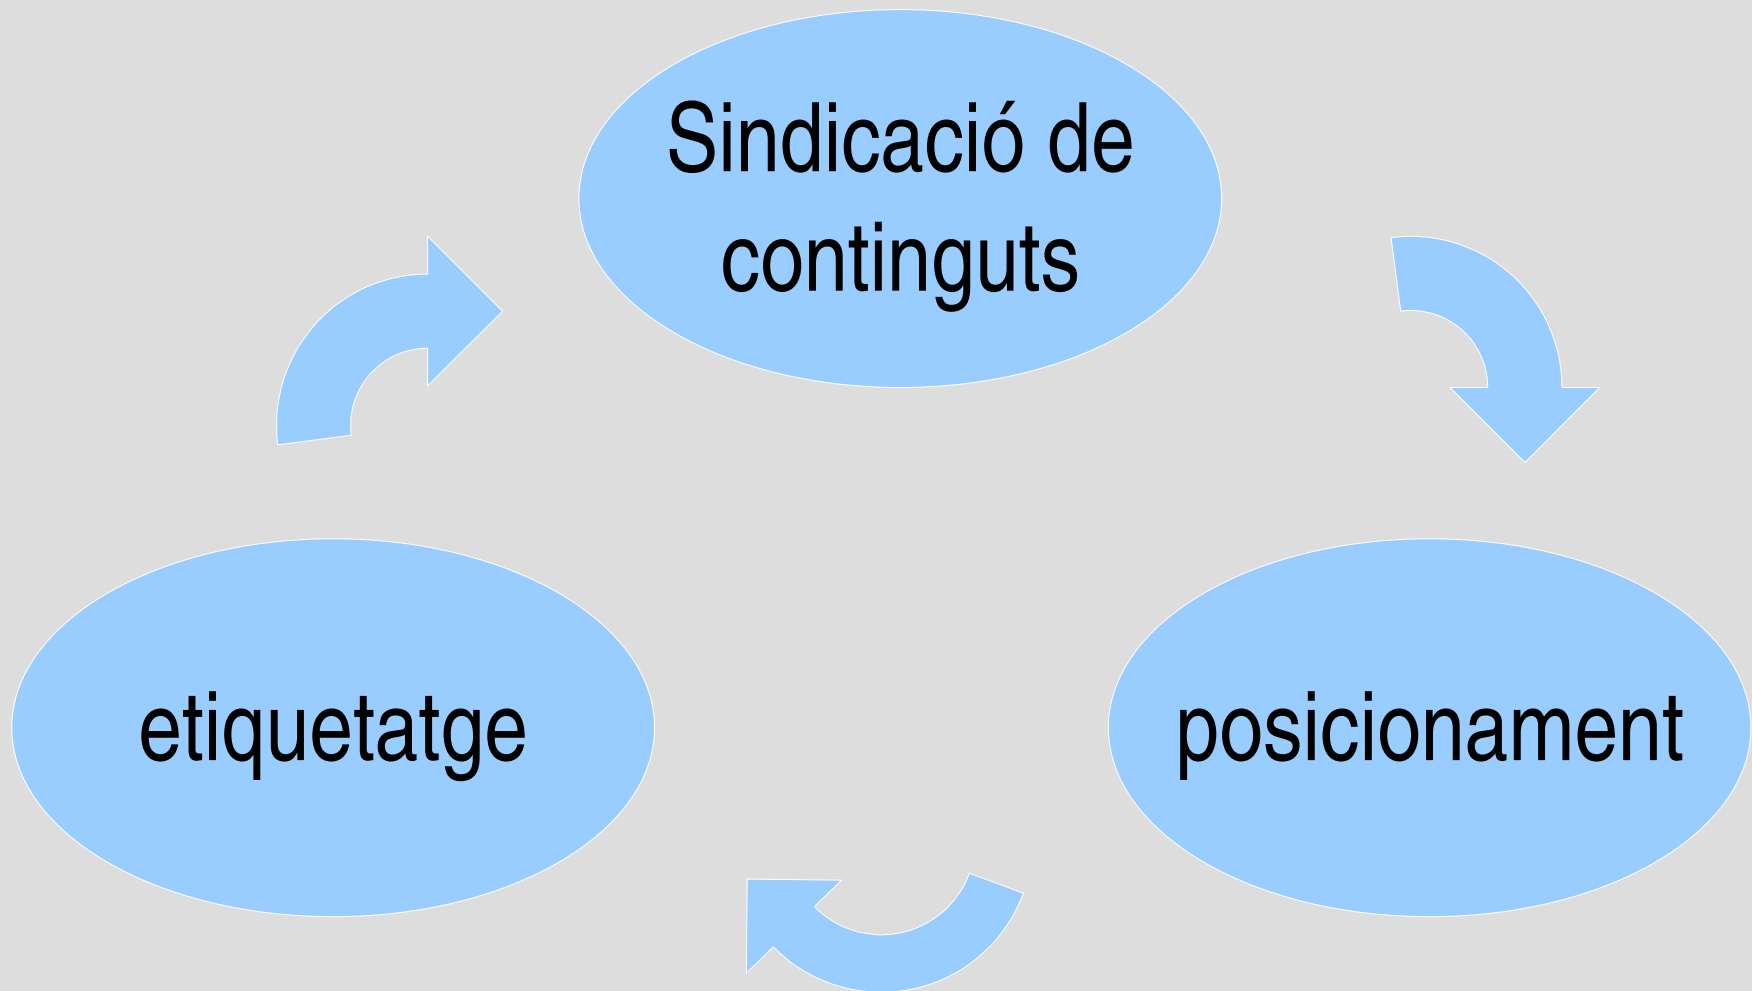 Sindicació de
continguts
etiquetatge
posicionament